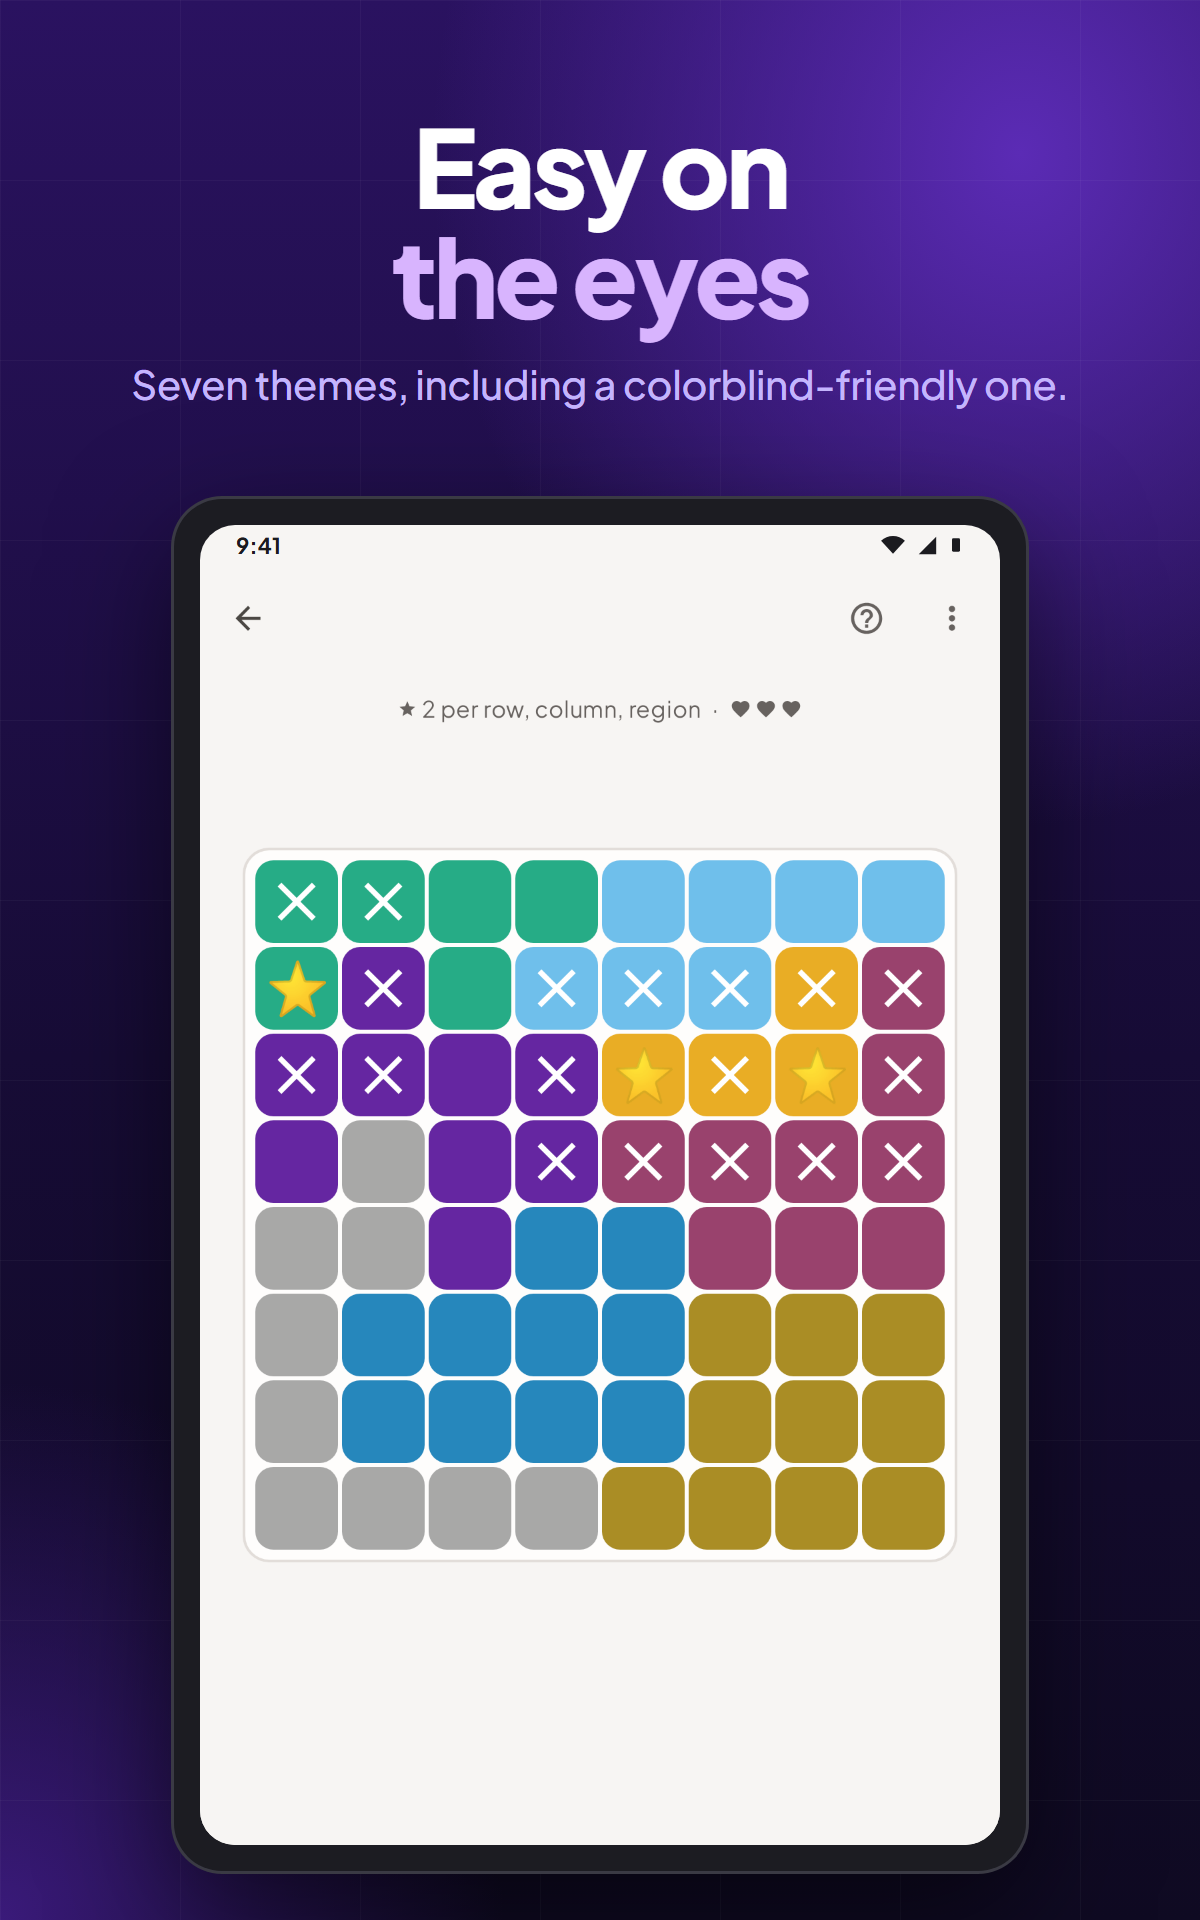 Easy on
the eyes
Seven themes, including a colorblind-friendly one.
9:41
★ 2 per row, column, region · ♥♥♥